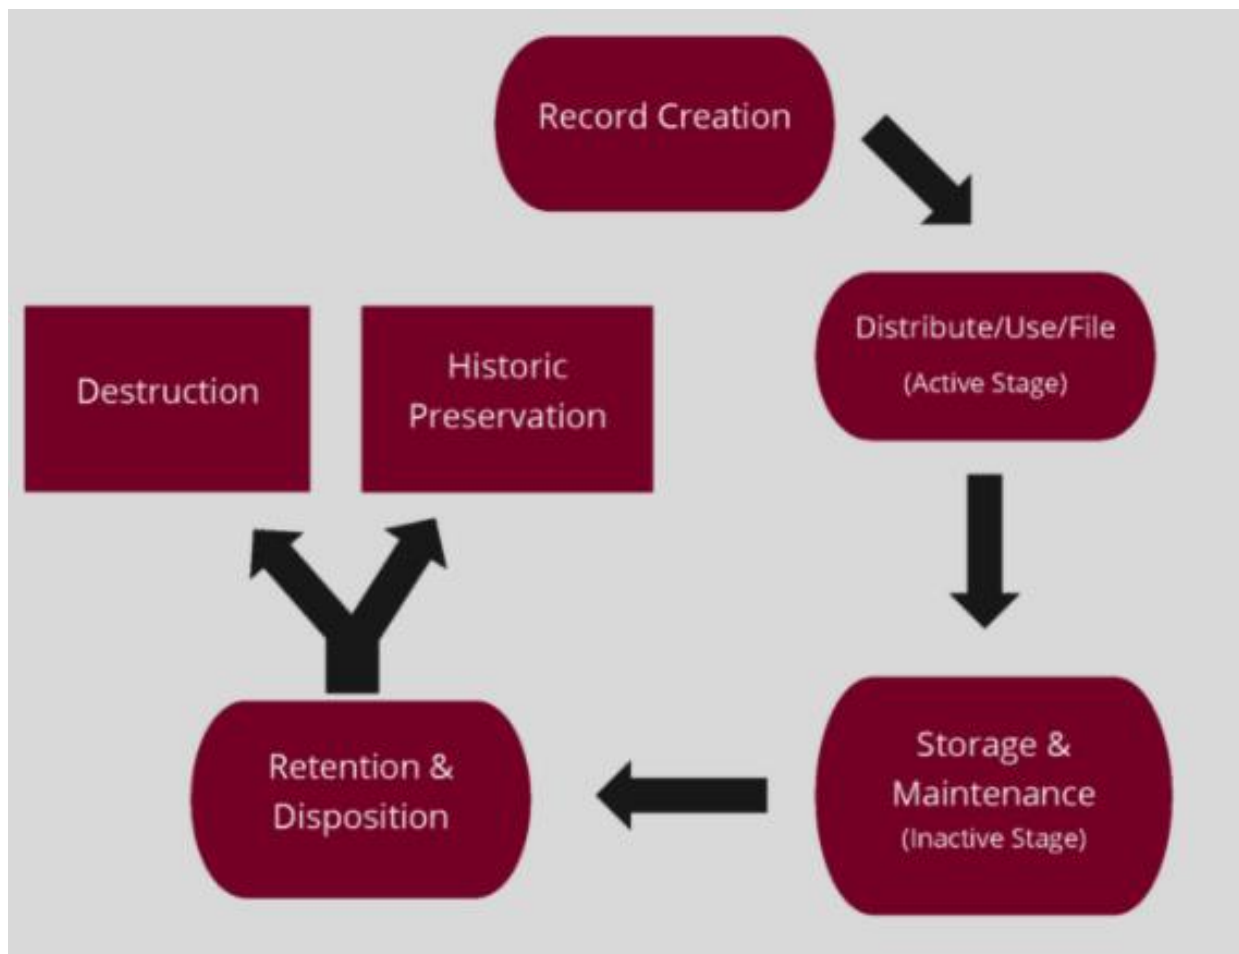 Record Creation
Distribute/Use/File
(Active Stage)
Storage &
Maintenance
(Inactive Stage)
Retention &
Disposition
Destruction
Historic
Preservation